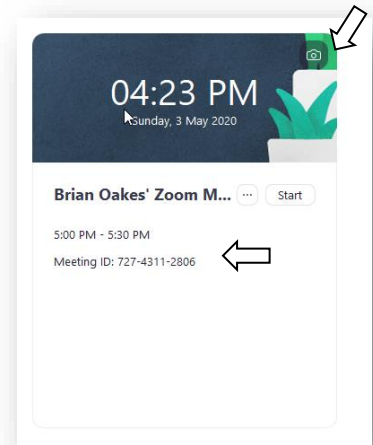 04:23 PM
Sunday, 3 May 2020
Brian Oakes' Zoom M... ... Start
5:00 PM - 5:30 PM
Meeting ID: 727-4311-2806